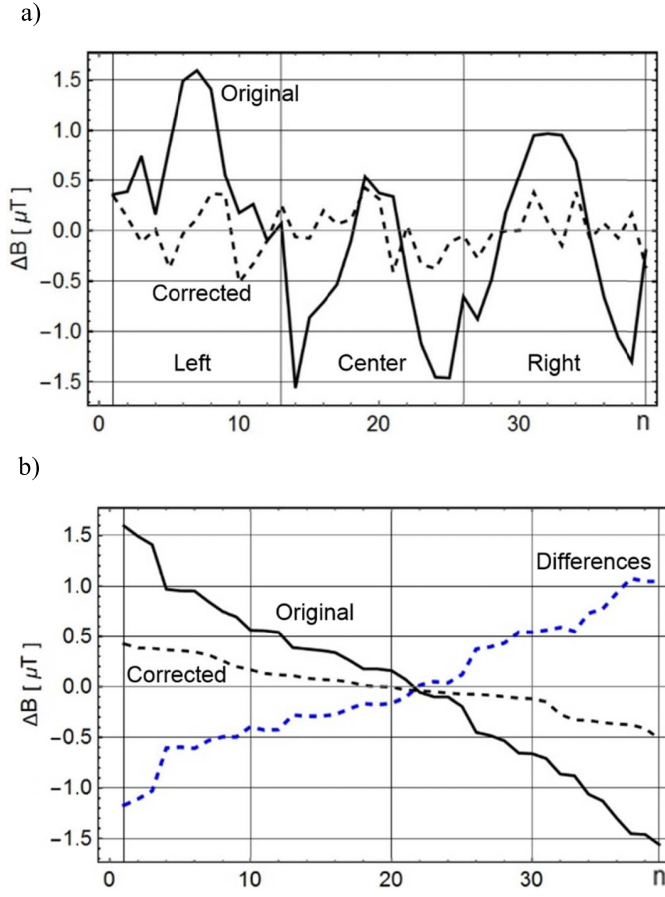 a)
1.5
Original
1.0
0.5
0.0
−0.5
Corrected
−1.0
Left Center Right
−1.5
ΔB [ μT ]
0 10 20 30 n
b)
1.5
Differences
1.0
Original
0.5
Corrected
0.0
−0.5
−1.0
−1.5
ΔB [ μT ]
0 10 20 30 n